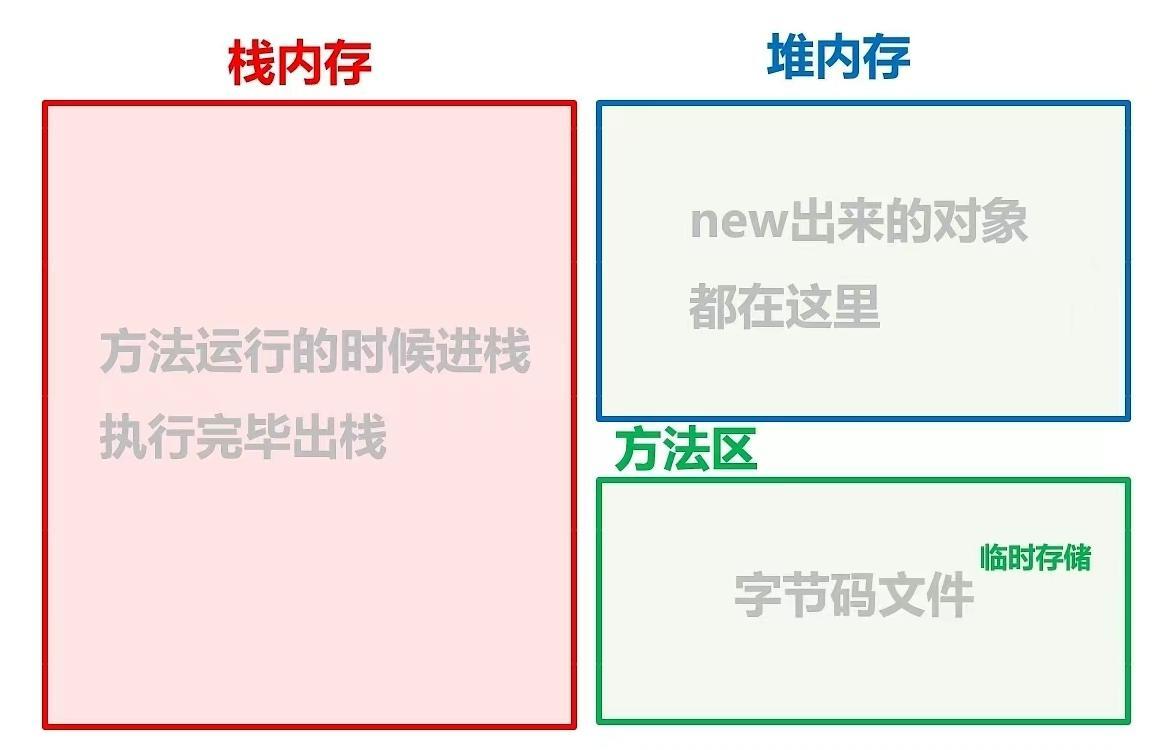 栈内存
方法运行的时候进栈
执行完毕出栈
堆内存
new出来的对象
都在这里
方法区
临时存储
字节码文件